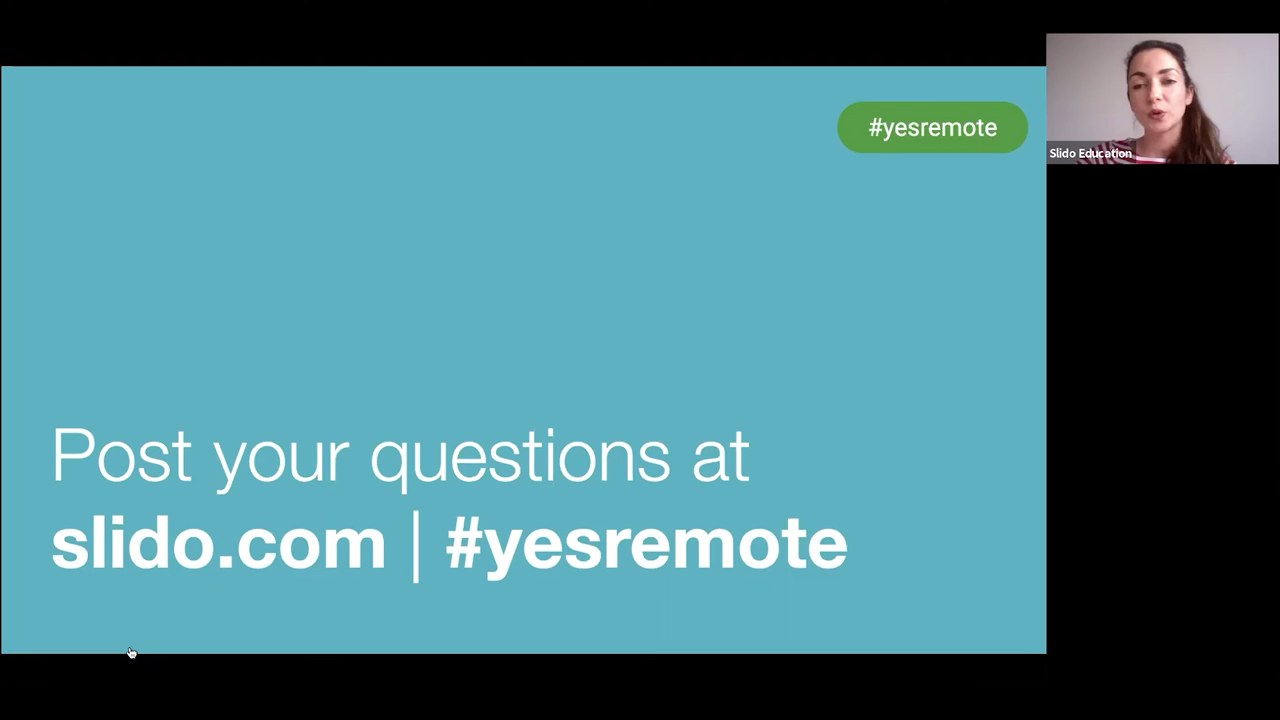 #yesremote
Slido Education
Post your questions at
slido.com | #yesremote